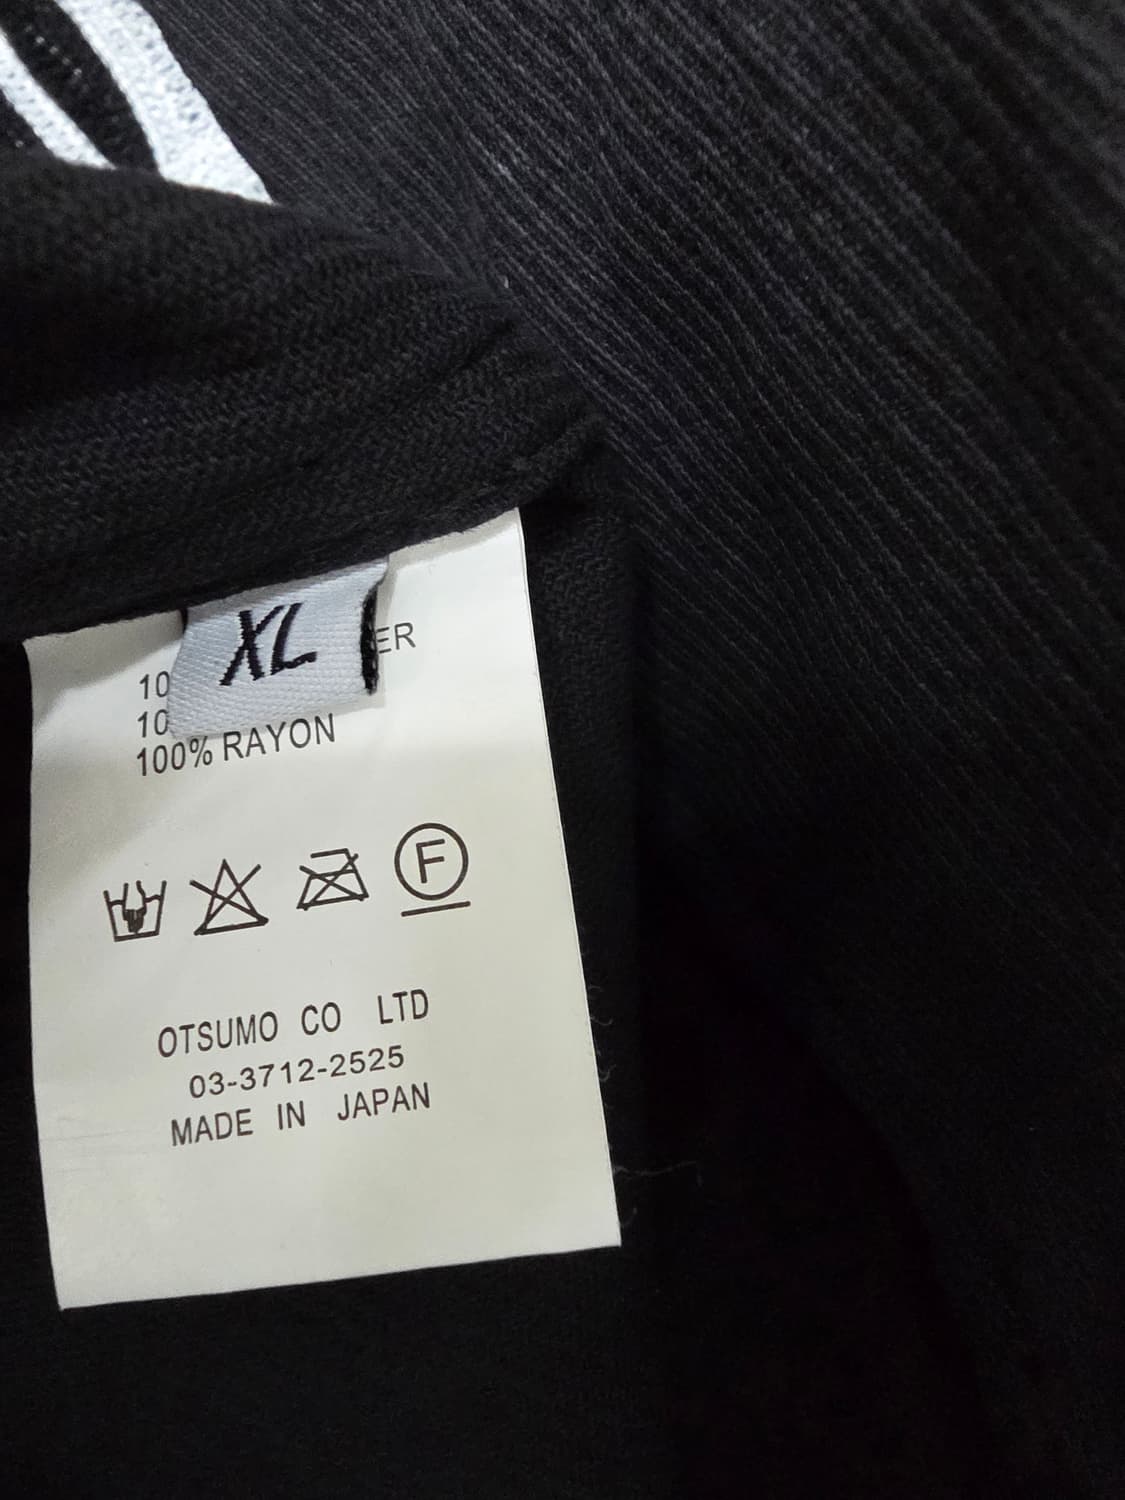 XL
ER
10
10
100% RAYON
F
OTSUMO CO LTD
03-3712-2525
MADE IN JAPAN